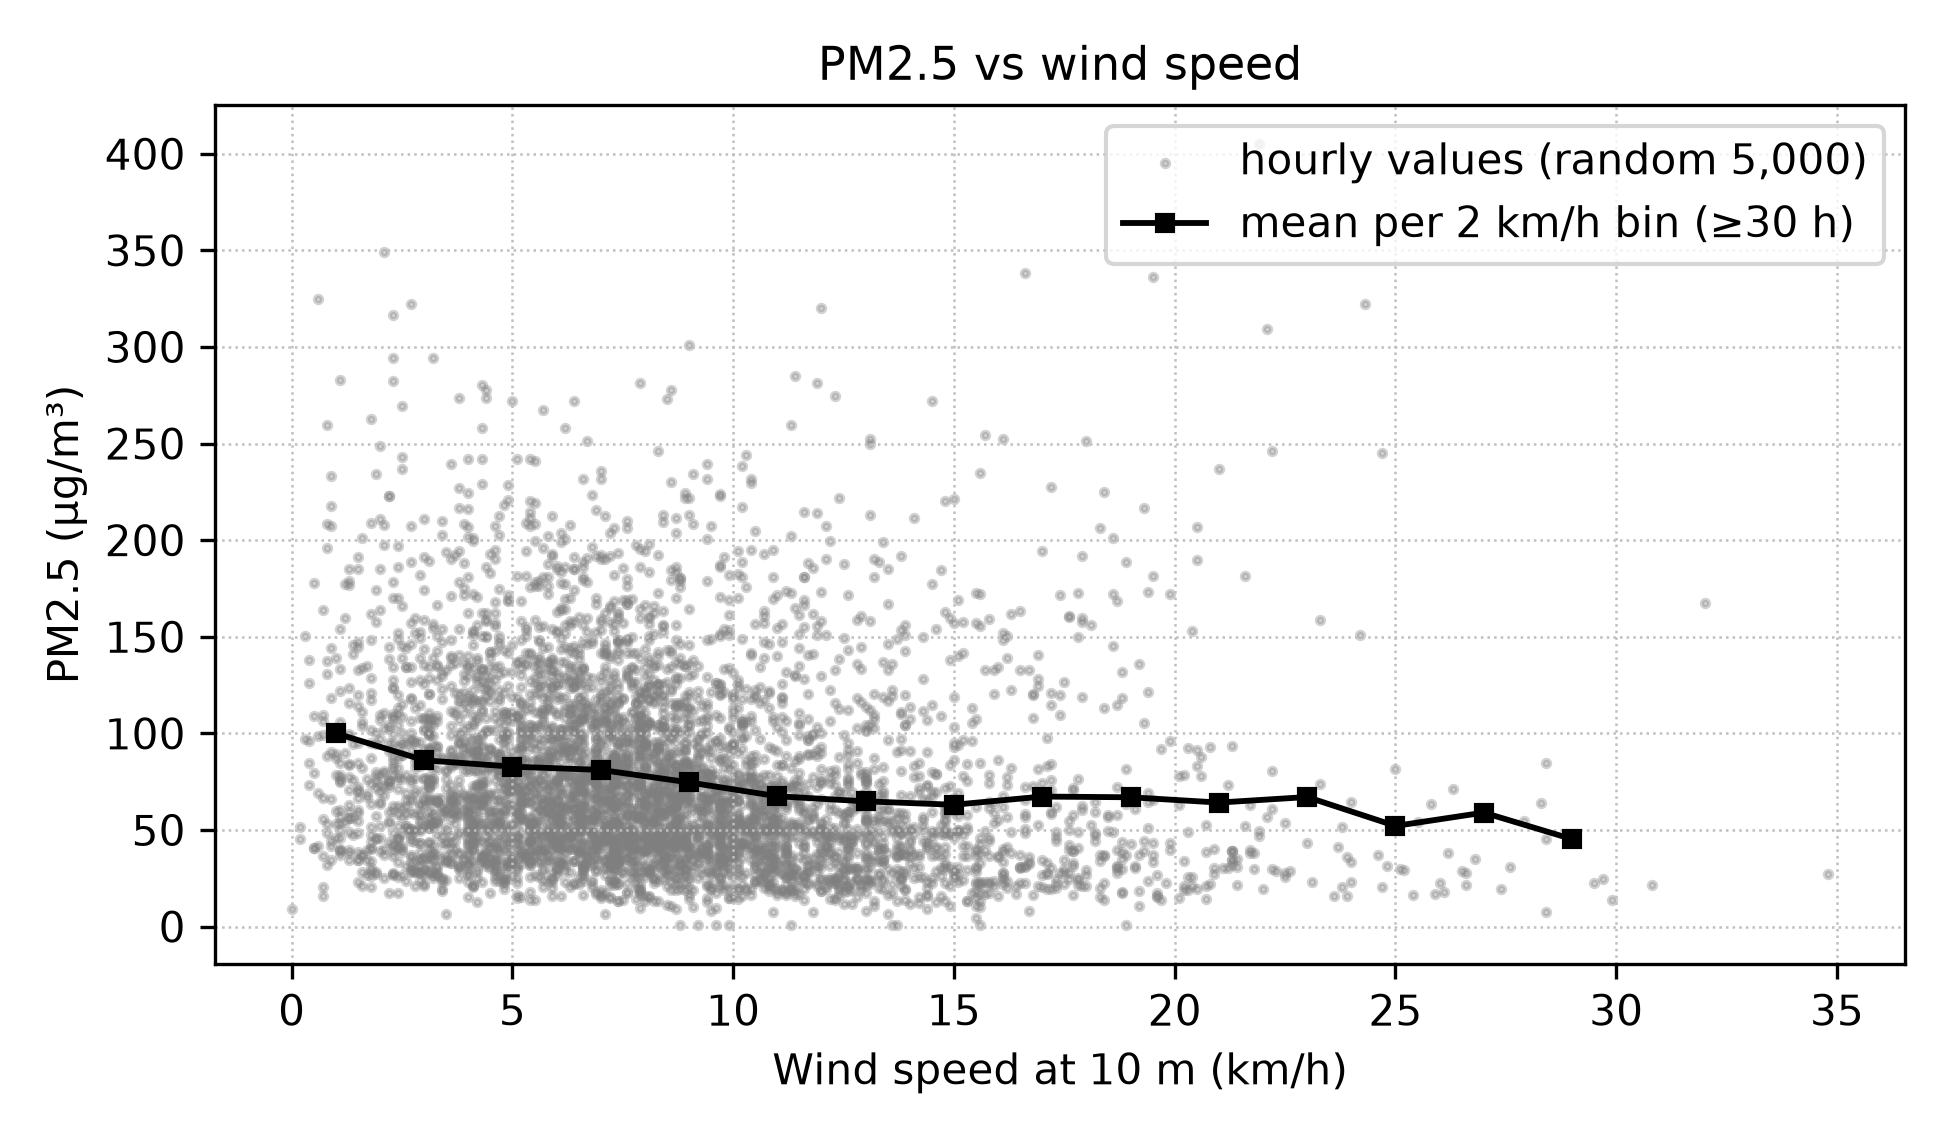 PM2.5 vs wind speed
hourly values (random 5,000)
mean per 2 km/h bin (≥30 h)
PM2.5 (µg/m³)
400
350
300
250
200
150
100
50
0
0 5 10 15 20 25 30 35
Wind speed at 10 m (km/h)